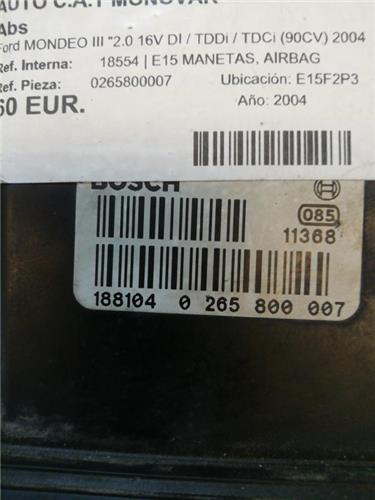 AUTO C.A.T MONOVAR
Abs
Ford MONDEO III "2.0 16V DI / TDDi / TDCi (90CV) 2004
Ref. Interna: 18554 | E15 MANETAS, AIRBAG
Ref. Pieza: 0265800007 Ubicación: E15F2P3
60 EUR. Año: 2004
BOSCH
085
11368
188104 0 265 800 007